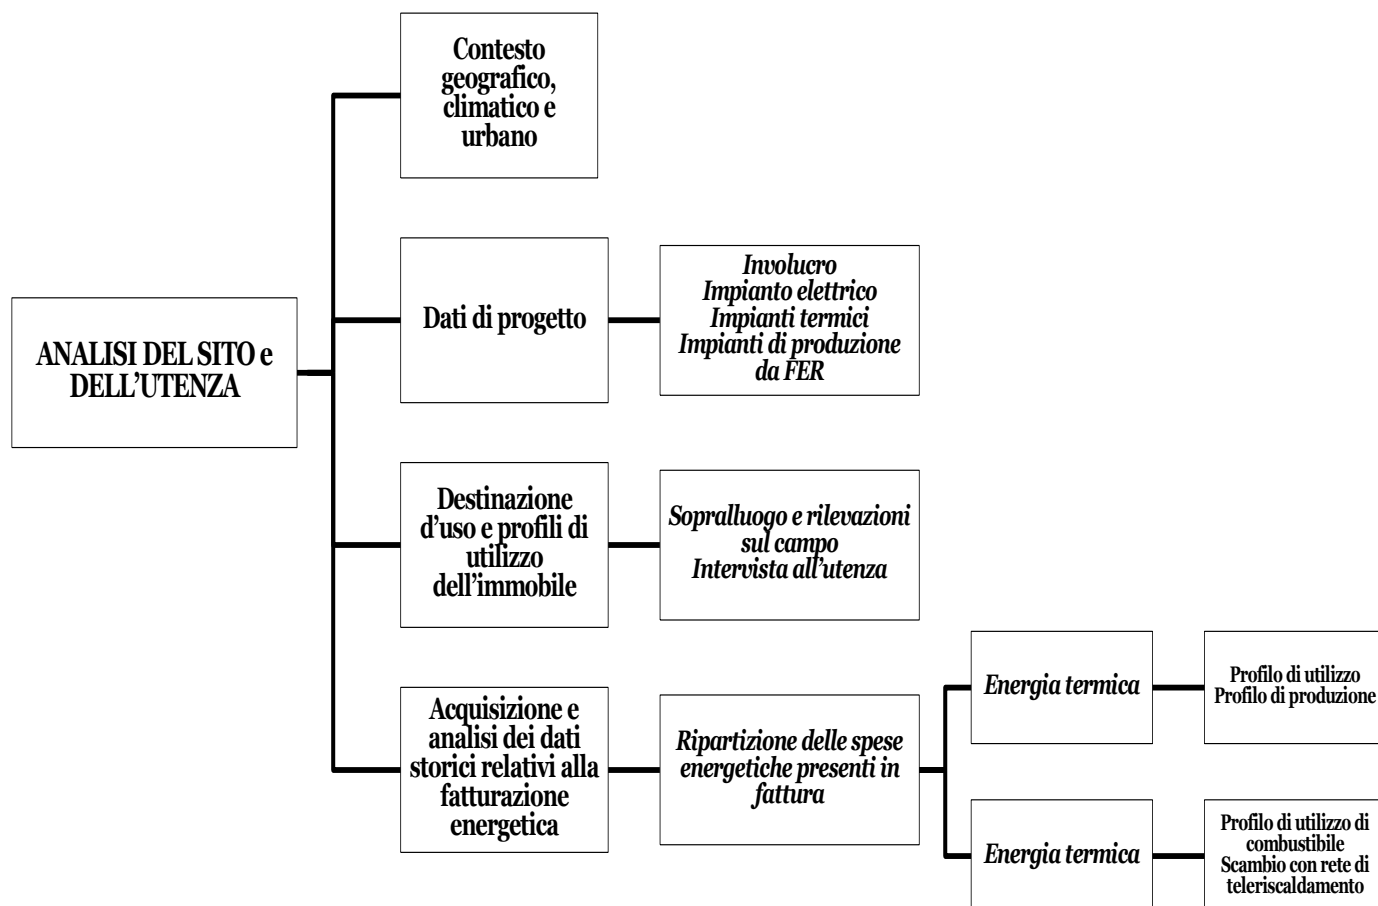 Contesto
geografico,
climatico e
urbano
ANALISI DEL SITO e
DELL’UTENZA
Dati di progetto
Involucro
Impianto elettrico
Impianti termici
Impianti di produzione
da FER
Destinazione
d’uso e profili di
utilizzo
dell’immobile
Sopralluogo e rilevazioni
sul campo
Intervista all’utenza
Acquisizione e
analisi dei dati
storici relativi alla
fatturazione
energetica
Ripartizione delle spese
energetiche presenti in
fattura
Energia termica
Profilo di utilizzo
Profilo di produzione
Energia termica
Profilo di utilizzo di
combustibile
Scambio con rete di
teleriscaldamento